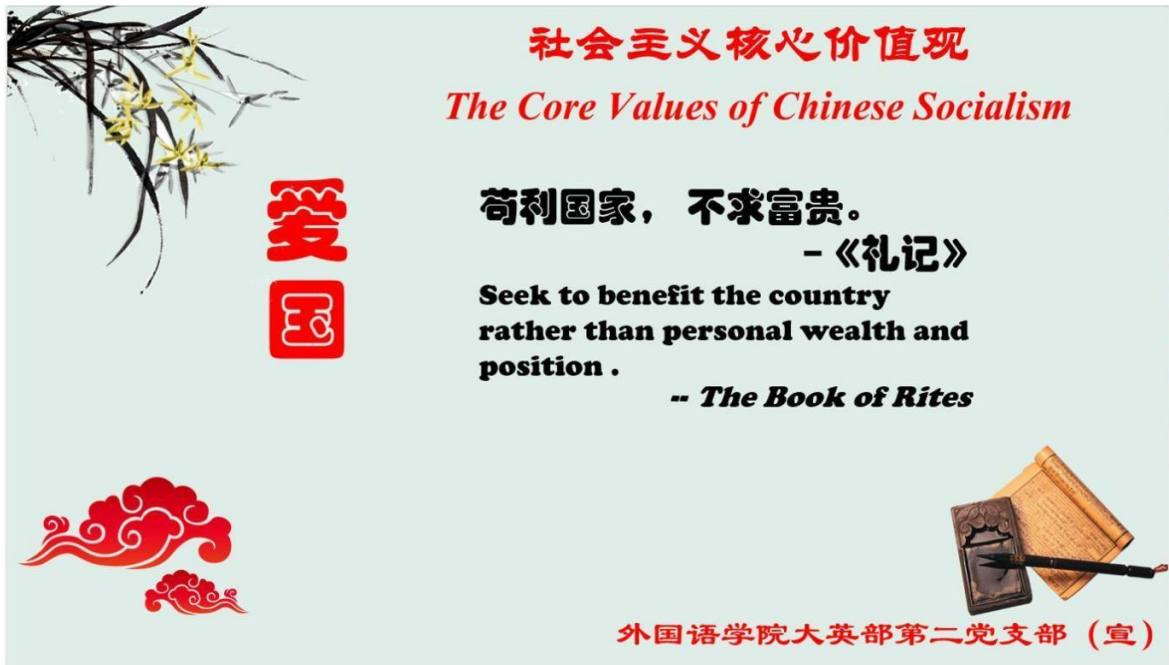 社会主义核心价值观
The Core Values of Chinese Socialism
爱国
苟利国家， 不求富贵。
-《礼记》
Seek to benefit the country
rather than personal wealth and
position .
-- The Book of Rites
外国语学院大英部第二党支部（宣）